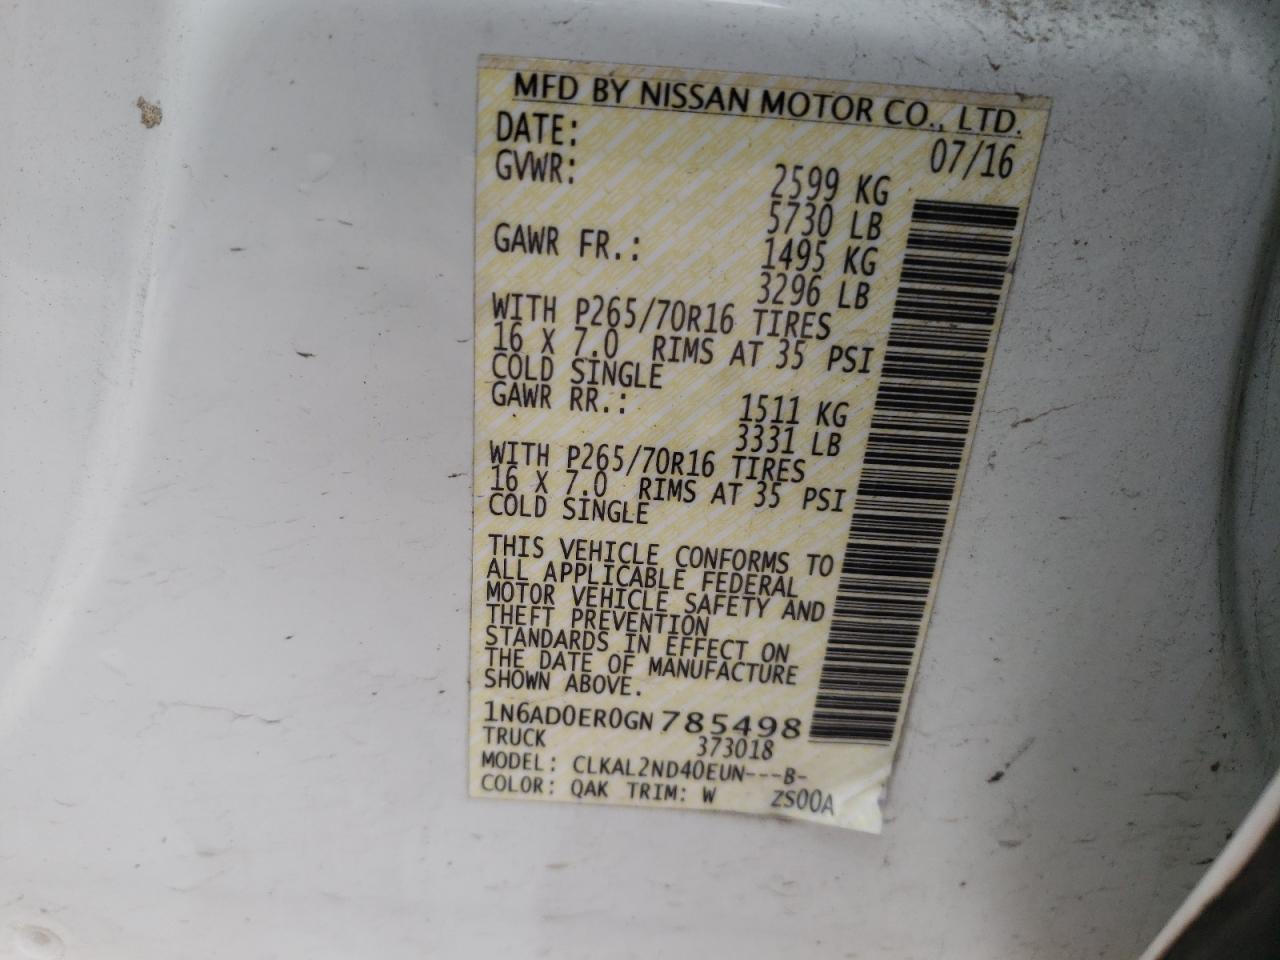 MFD BY NISSAN MOTOR CO., LTD.
DATE: 07/16
GVWR: 2599 KG
5730 LB
GAWR FR.: 1495 KG
3296 LB
WITH P265/70R16 TIRES
16 X 7.0 RIMS AT 35 PSI
COLD SINGLE
GAWR RR.: 1511 KG
3331 LB
WITH P265/70R16 TIRES
16 X 7.0 RIMS AT 35 PSI
COLD SINGLE
THIS VEHICLE CONFORMS TO
ALL APPLICABLE FEDERAL
MOTOR VEHICLE SAFETY AND
THEFT PREVENTION
STANDARDS IN EFFECT ON
THE DATE OF MANUFACTURE
SHOWN ABOVE.
1N6AD0ER0GN785498
TRUCK 373018
MODEL: CLKAL2ND40EUN---B-
COLOR: QAK TRIM: W ZS00A